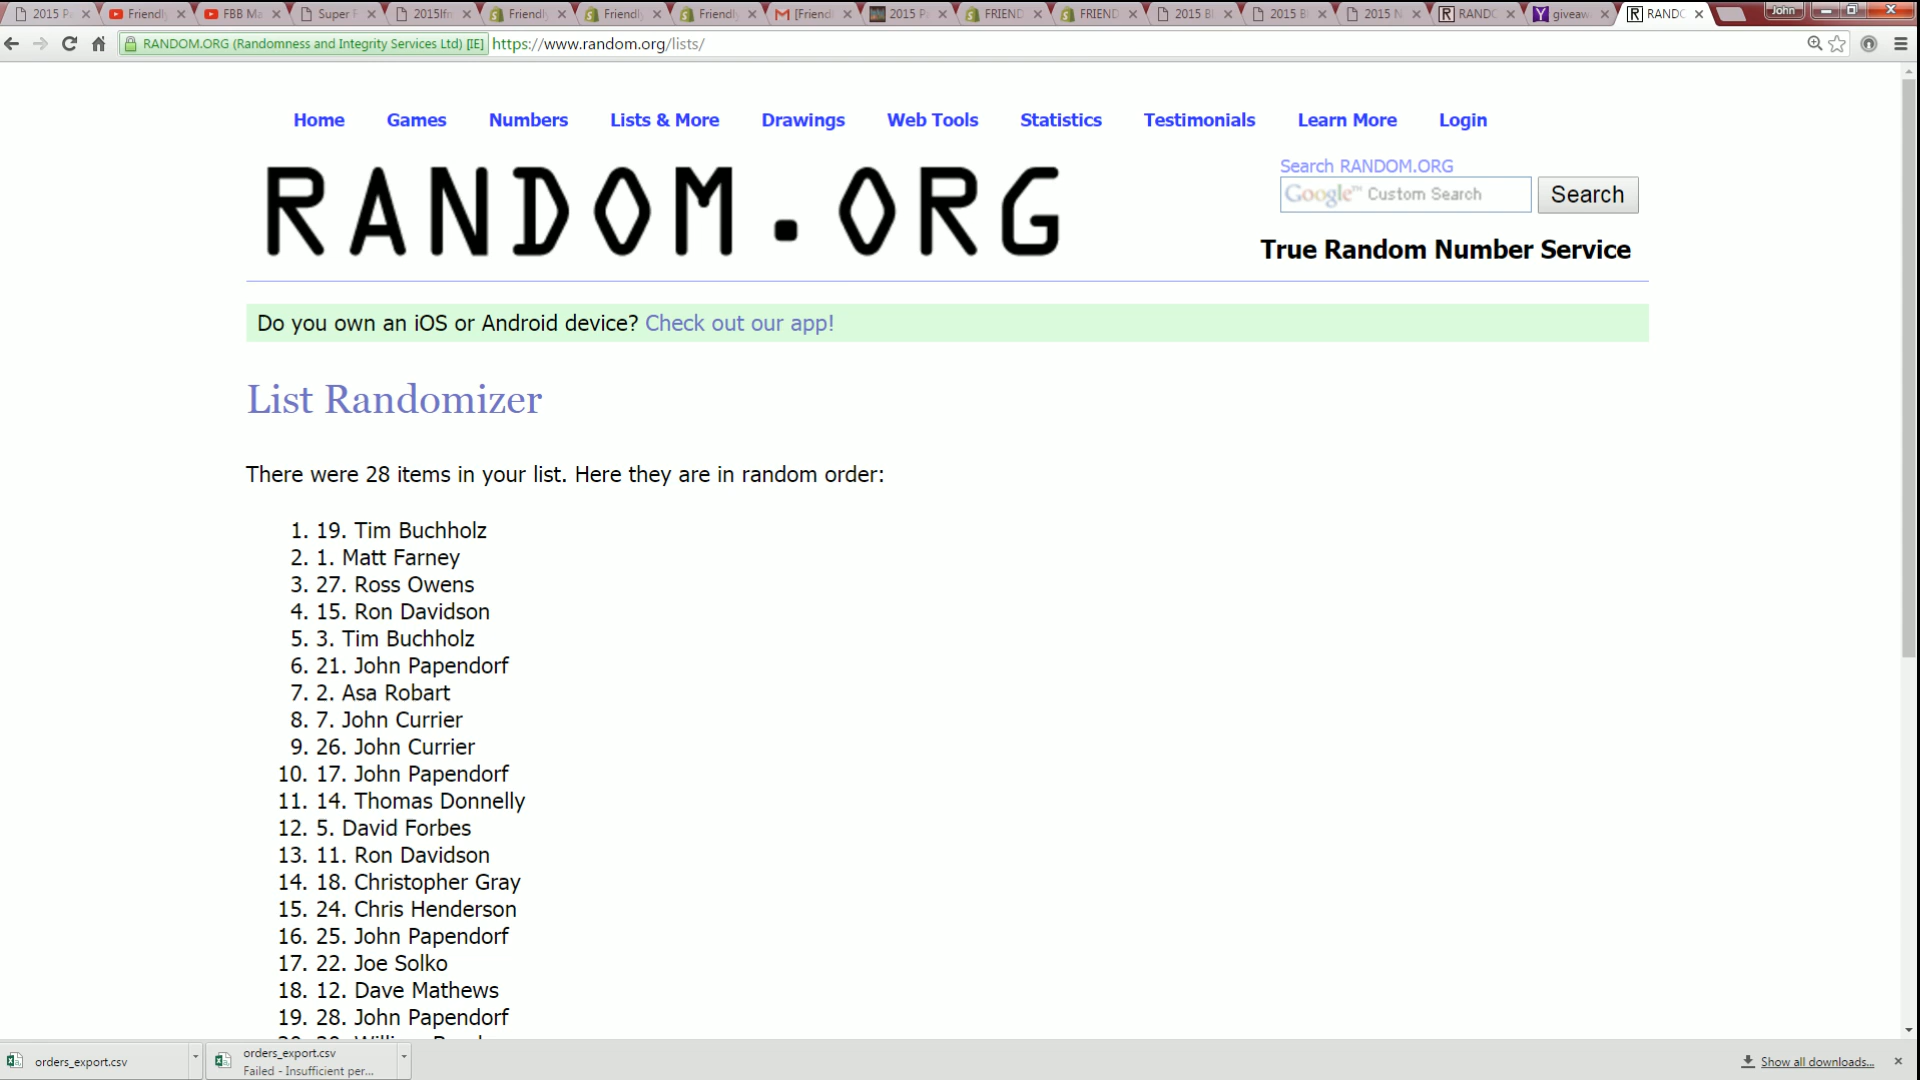 2015 P
Friendly
FBB Ma
Super F
2015lfm
Friendly
Friendly
Friendly
[Friend
2015 P
FRIEND
FRIEND
2015 B
2015 B
2015 N
RANDO
giveaw
RANDO
John
RANDOM.ORG (Randomness and Integrity Services Ltd) [IE] https://www.random.org/lists/
Home Games Numbers Lists & More Drawings Web Tools Statistics Testimonials Learn More Login
RANDOM.ORG
Search RANDOM.ORG
Google™ Custom Search Search
True Random Number Service
Do you own an iOS or Android device? Check out our app!
List Randomizer
There were 28 items in your list. Here they are in random order:
1. 19. Tim Buchholz
2. 1. Matt Farney
3. 27. Ross Owens
4. 15. Ron Davidson
5. 3. Tim Buchholz
6. 21. John Papendorf
7. 2. Asa Robart
8. 7. John Currier
9. 26. John Currier
10. 17. John Papendorf
11. 14. Thomas Donnelly
12. 5. David Forbes
13. 11. Ron Davidson
14. 18. Christopher Gray
15. 24. Chris Henderson
16. 25. John Papendorf
17. 22. Joe Solko
18. 12. Dave Mathews
19. 28. John Papendorf
orders_export.csv
orders_export.csv
Failed - Insufficient per...
Show all downloads...